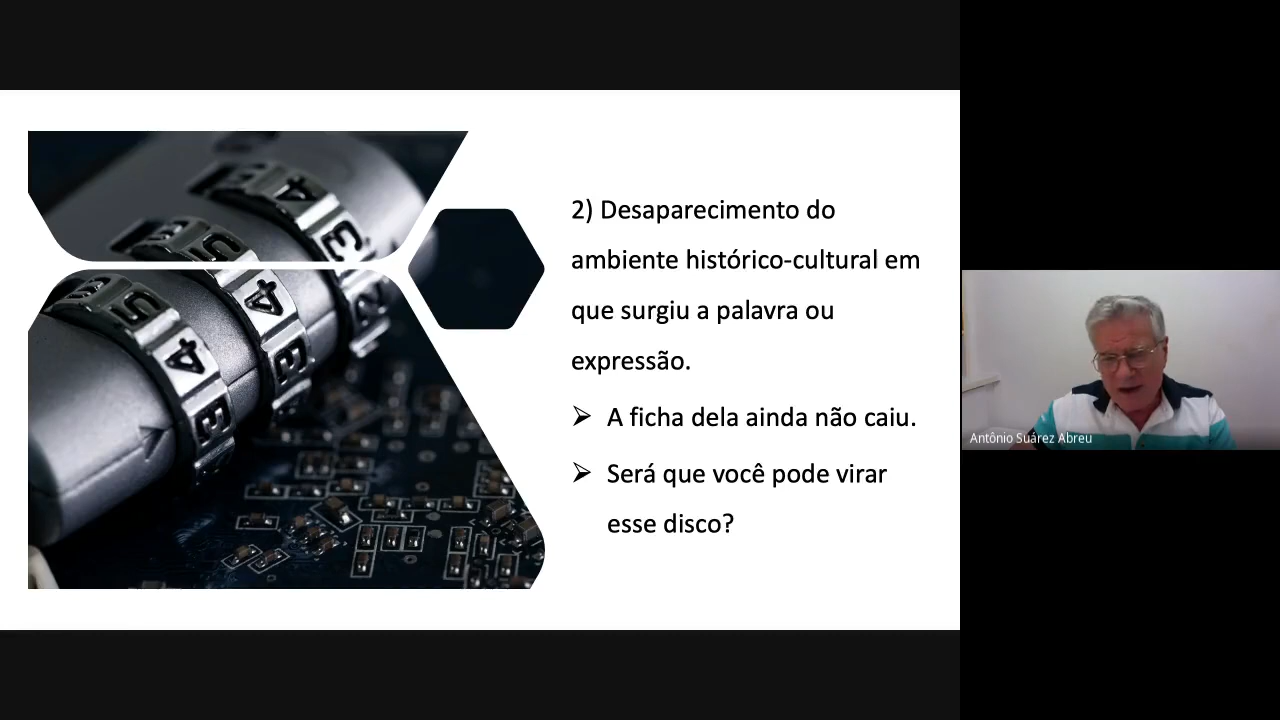 2) Desaparecimento do
ambiente histórico-cultural em
que surgiu a palavra ou
expressão.
➢ A ficha dela ainda não caiu.
➢ Será que você pode virar
esse disco?
Antônio Suárez Abreu